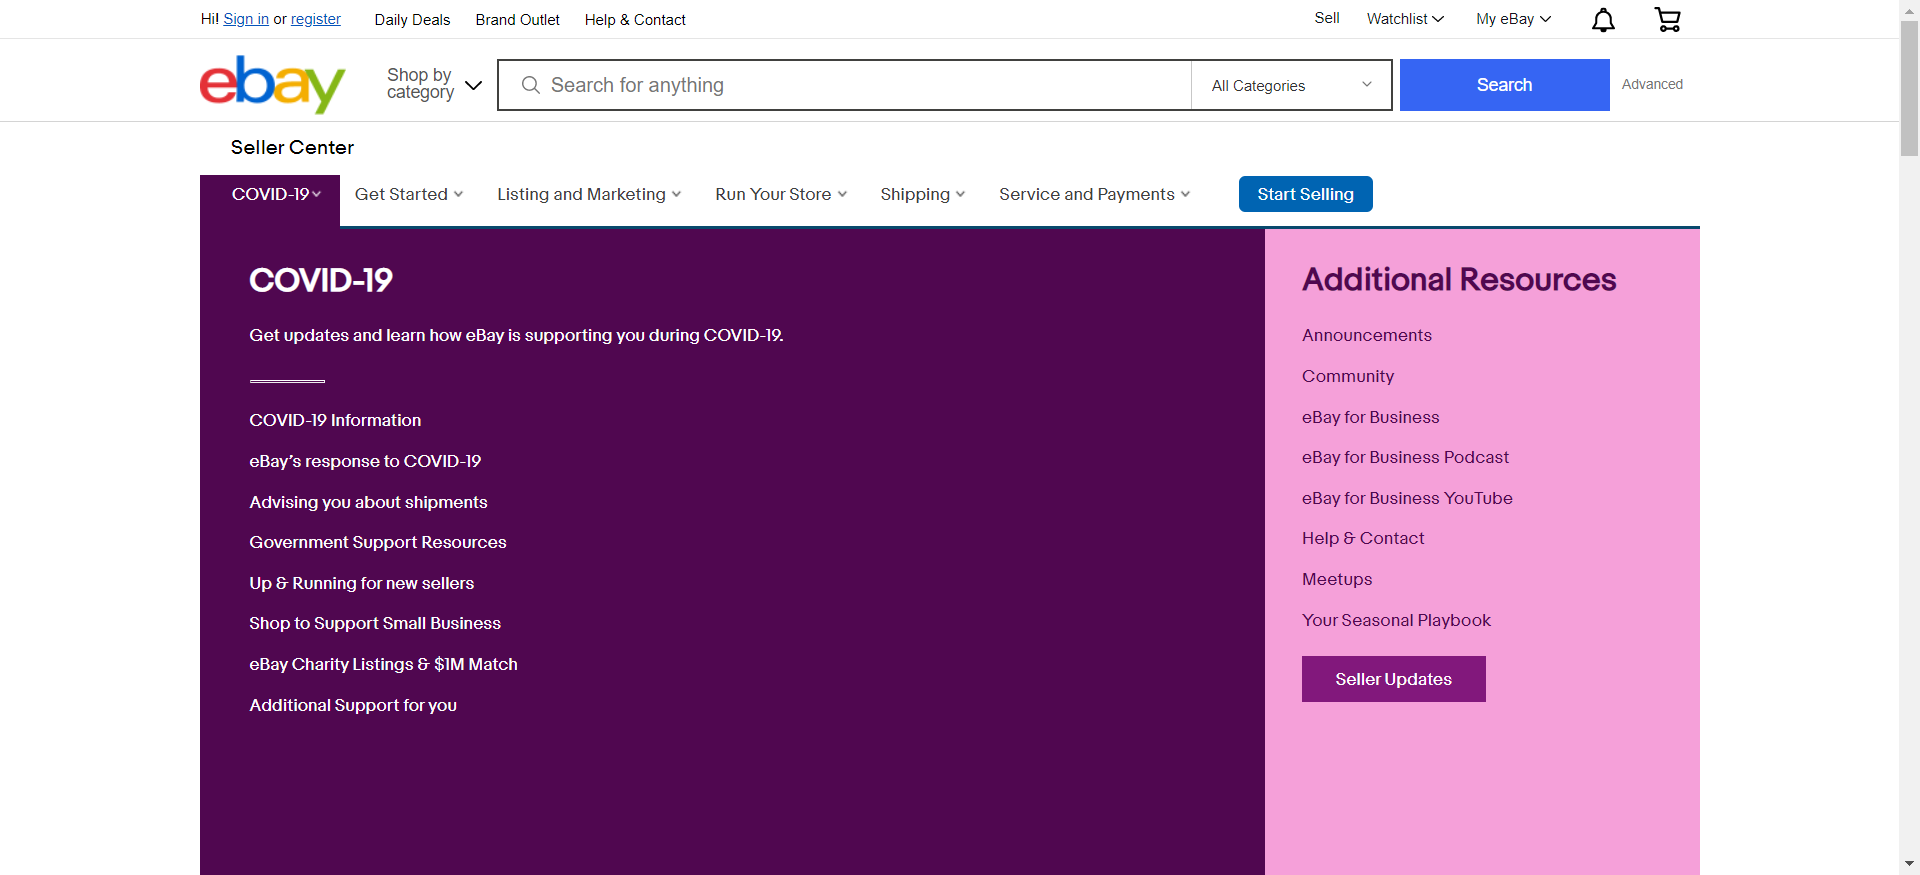 Hi! Sign in or register Daily Deals Brand Outlet Help & Contact Sell Watchlist My eBay
ebay Shop by category Search for anything All Categories Search Advanced
Seller Center
COVID-19 Get Started Listing and Marketing Run Your Store Shipping Service and Payments Start Selling
COVID-19
Get updates and learn how eBay is supporting you during COVID-19.
COVID-19 Information
eBay’s response to COVID-19
Advising you about shipments
Government Support Resources
Up & Running for new sellers
Shop to Support Small Business
eBay Charity Listings & $1M Match
Additional Support for you
Additional Resources
Announcements
Community
eBay for Business
eBay for Business Podcast
eBay for Business YouTube
Help & Contact
Meetups
Your Seasonal Playbook
Seller Updates